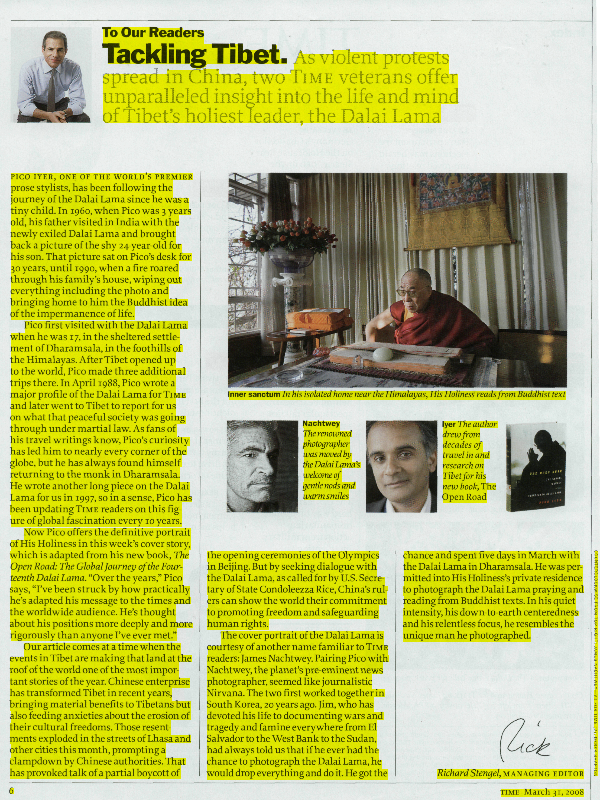 To Our Readers
Tackling Tibet. As violent protests
spread in China, two TIME veterans offer
unparalleled insight into the life and mind
of Tibet's holiest leader, the Dalai Lama
PICO IYER, ONE OF THE WORLD'S PREMIER
prose stylists, has been following the
journey of the Dalai Lama since he was a
tiny child. In 1960, when Pico was 3 years
old, his father visited in India with the
newly exiled Dalai Lama and brought
back a picture of the shy 24 year old for
his son. That picture sat on Pico's desk for
30 years, until 1990, when a fire roared
through his family's house, wiping out
everything including the photo and
bringing home to him the Buddhist idea
of the impermanence of life.
Pico first visited with the Dalai Lama
when he was 17, in the sheltered settle-
ment of Dharamsala, in the foothills of
the Himalayas. After Tibet opened up
to the world, Pico made three additional
trips there. In April 1988, Pico wrote a
major profile of the Dalai Lama for TIME
and later went to Tibet to report for us
on what that peaceful society was going
through under martial law. As fans of
his travel writings know, Pico's curiosity
has led him to nearly every corner of the
globe, but he has always found himself
returning to the monk in Dharamsala.
He wrote another long piece on the Dalai
Lama for us in 1997, so in a sense, Pico has
been updating TIME readers on this fig
ure of global fascination every 10 years.
Now Pico offers the definitive portrait
of His Holiness in this week's cover story,
which is adapted from his new book, The
Open Road: The Global Journey of the Four-
teenth Dalai Lama. "Over the years," Pico
says, "I've been struck by how practically
he's adapted his message to the times and
the worldwide audience. He's thought
about his positions more deeply and more
rigorously than anyone I've ever met."
Our article comes at a time when the
events in Tibet are making that land at the
roof of the world one of the most impor-
tant stories of the year. Chinese enterprise
has transformed Tibet in recent years,
bringing material benefits to Tibetans but
also feeding anxieties about the erosion of
their cultural freedoms. Those resent
ments exploded in the streets of Lhasa and
other cities this month, prompting a
clampdown by Chinese authorities. That
has provoked talk of a partial boycott of
Inner sanctum In his isolated home near the Himalayas, His Holiness reads from Buddhist text
Nachtwey
The renowned
photographer
was moved by
the Dalai Lama's
welcome of
gentle nods and
warm smiles
Iyer The author
drew from
decades of
travel in and
research on
Tibet for his
new book, The
Open Road
the opening ceremonies of the Olympics
in Beijing. But by seeking dialogue with
the Dalai Lama, as called for by U.S. Secre-
tary of State Condoleezza Rice, China's rul-
ers can show the world their commitment
to promoting freedom and safeguarding
human rights.
The cover portrait of the Dalai Lama is
courtesy of another name familiar to TIME
readers: James Nachtwey. Pairing Pico with
Nachtwey, the planet's pre-eminent news
photographer, seemed like journalistic
Nirvana. The two first worked together in
South Korea, 20 years ago. Jim, who has
devoted his life to documenting wars and
tragedy and famine everywhere from El
Salvador to the West Bank to the Sudan,
had always told us that if he ever had the
chance to photograph the Dalai Lama, he
would drop everything and do it. He got the
chance and spent five days in March with
the Dalai Lama in Dharamsala. He was per-
mitted into His Holiness's private residence
to photograph the Dalai Lama praying and
reading from Buddhist texts. In his quiet
intensity, his down to earth centeredness
and his relentless focus, he resembles the
unique man he photographed.
Rick
Richard Stengel, MANAGING EDITOR
6
TIME March 31, 2008